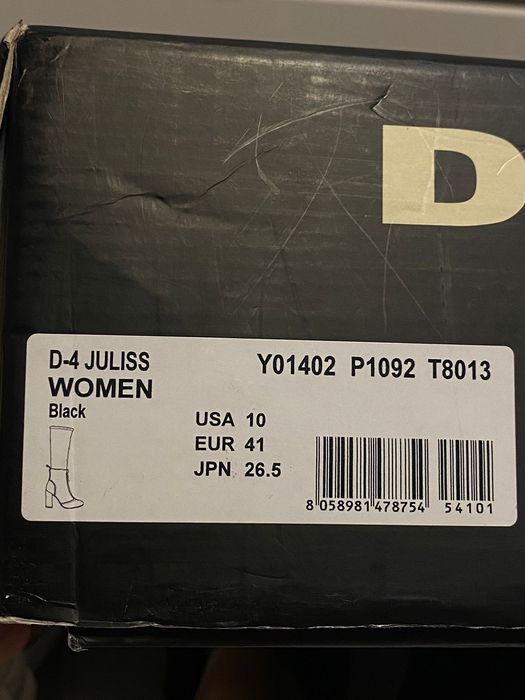 D
D-4 JULISS
WOMEN
Black
Y01402 P1092 T8013
USA 10
EUR 41
JPN 26.5
8 058981 478754 54101